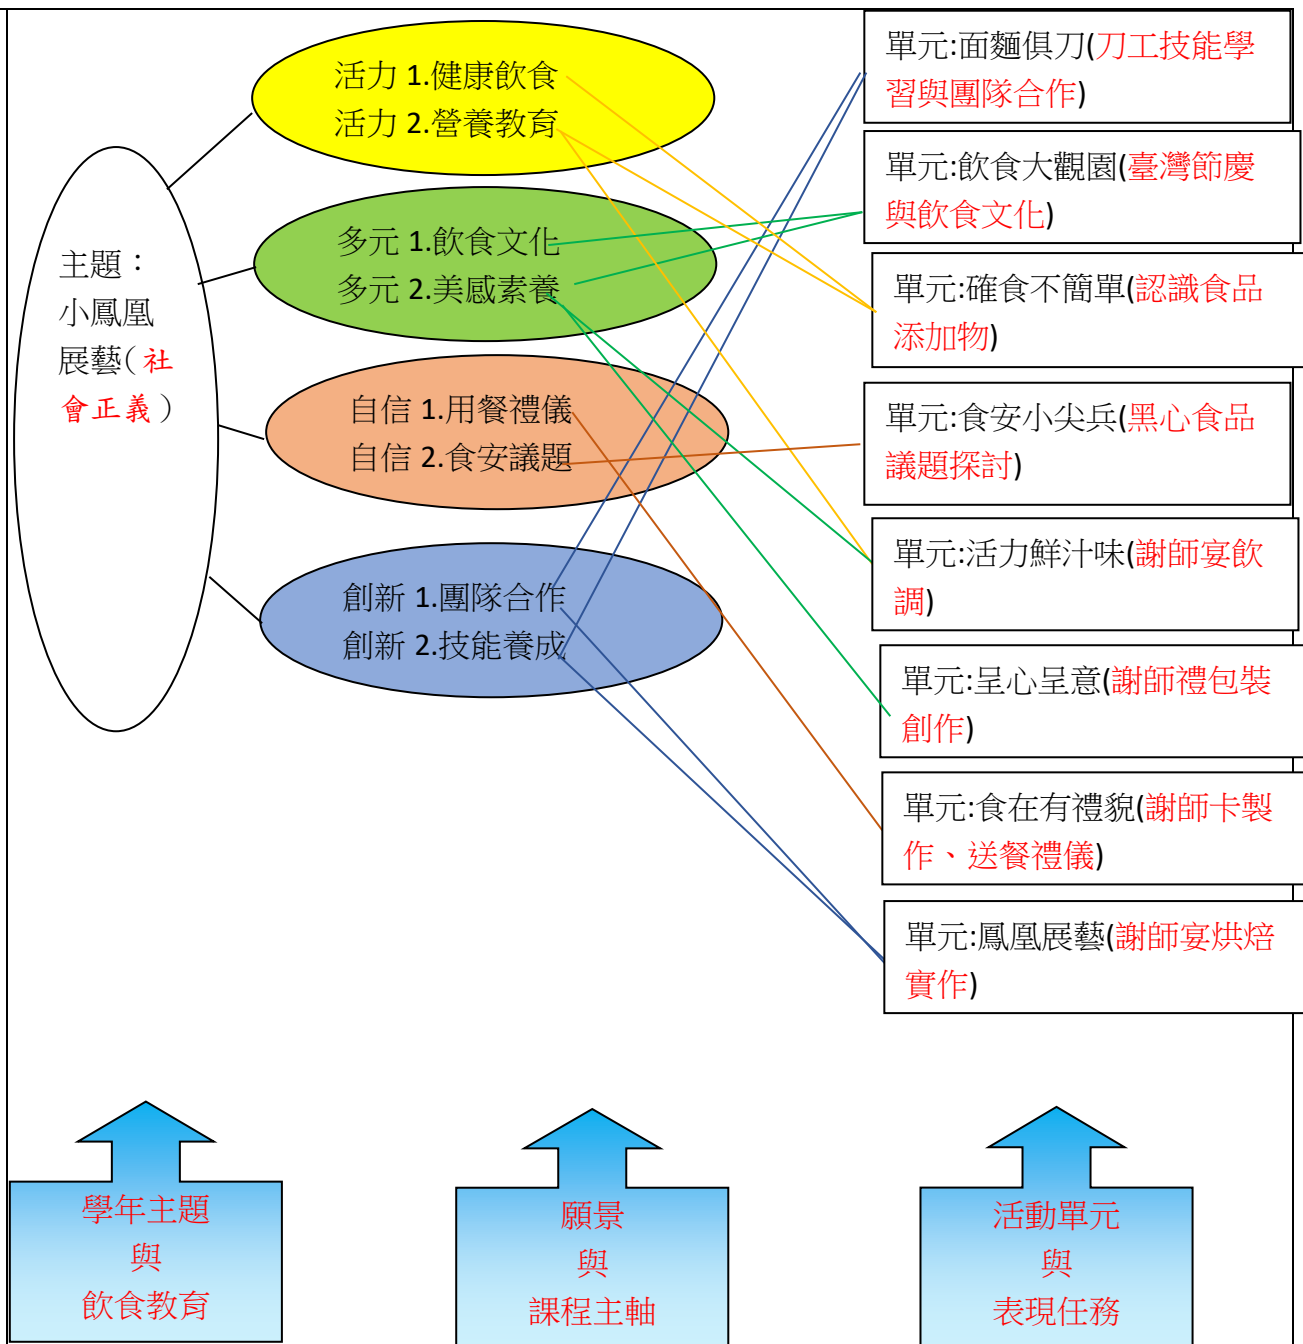 主題：
小鳳凰
展藝(社
會正義)
活力 1.健康飲食
活力 2.營養教育
多元 1.飲食文化
多元 2.美感素養
自信 1.用餐禮儀
自信 2.食安議題
創新 1.團隊合作
創新 2.技能養成
單元:面麵俱刀(刀工技能學
習與團隊合作)
單元:飲食大觀園(臺灣節慶
與飲食文化)
單元:確食不簡單(認識食品
添加物)
單元:食安小尖兵(黑心食品
議題探討)
單元:活力鮮汁味(謝師宴飲
調)
單元:呈心呈意(謝師禮包裝
創作)
單元:食在有禮貌(謝師卡製
作、送餐禮儀)
單元:鳳凰展藝(謝師宴烘焙
實作)
學年主題
與
飲食教育
願景
與
課程主軸
活動單元
與
表現任務